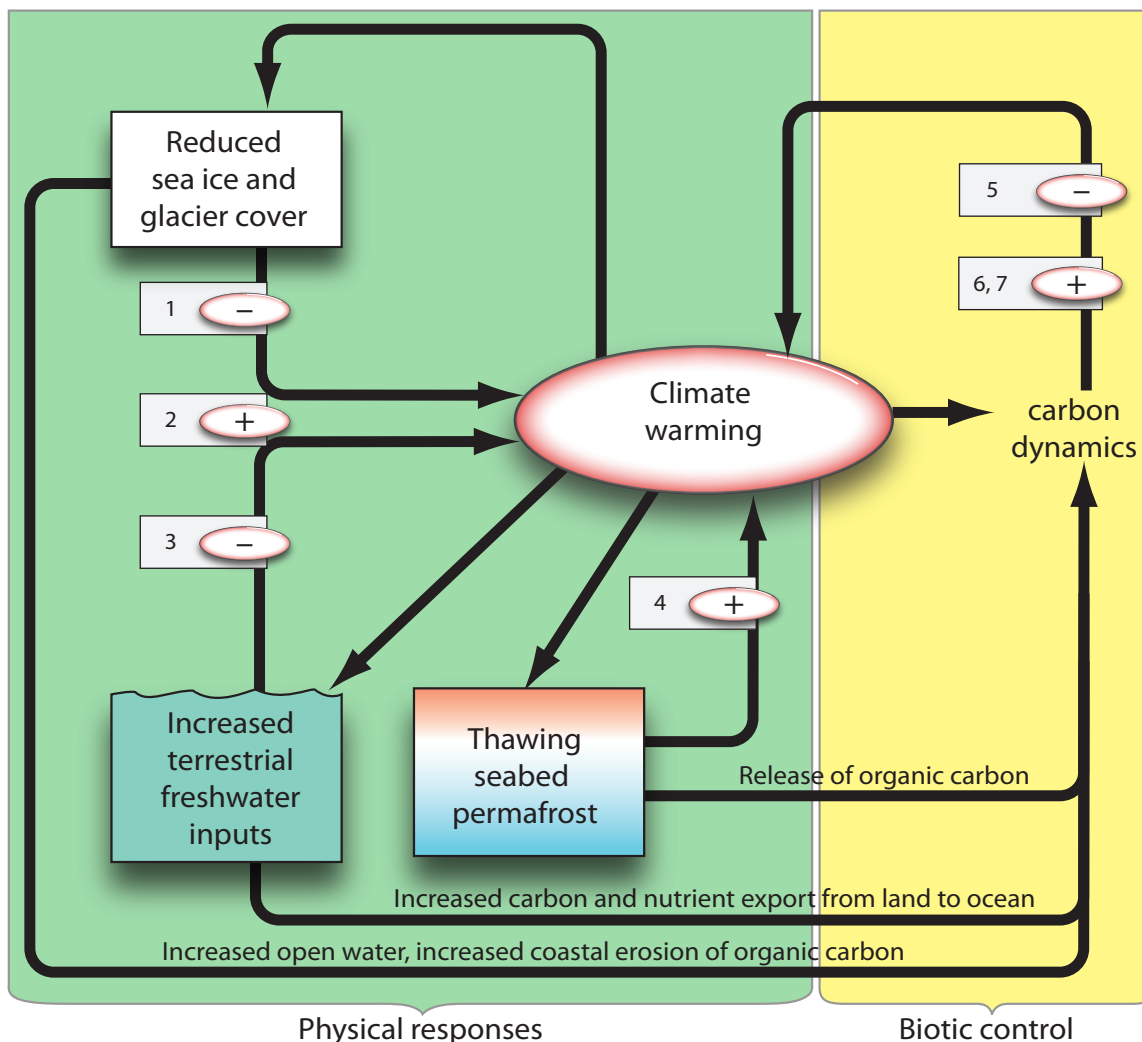 Reduced
sea ice and
glacier cover
5
–
6, 7
+
1
–
Climate
warming
2
+
carbon
dynamics
3
–
4
+
Increased
terrestrial
freshwater
inputs
Thawing
seabed
permafrost
Release of organic carbon
Increased carbon and nutrient export from land to ocean
Increased open water, increased coastal erosion of organic carbon
Physical responses
Biotic control